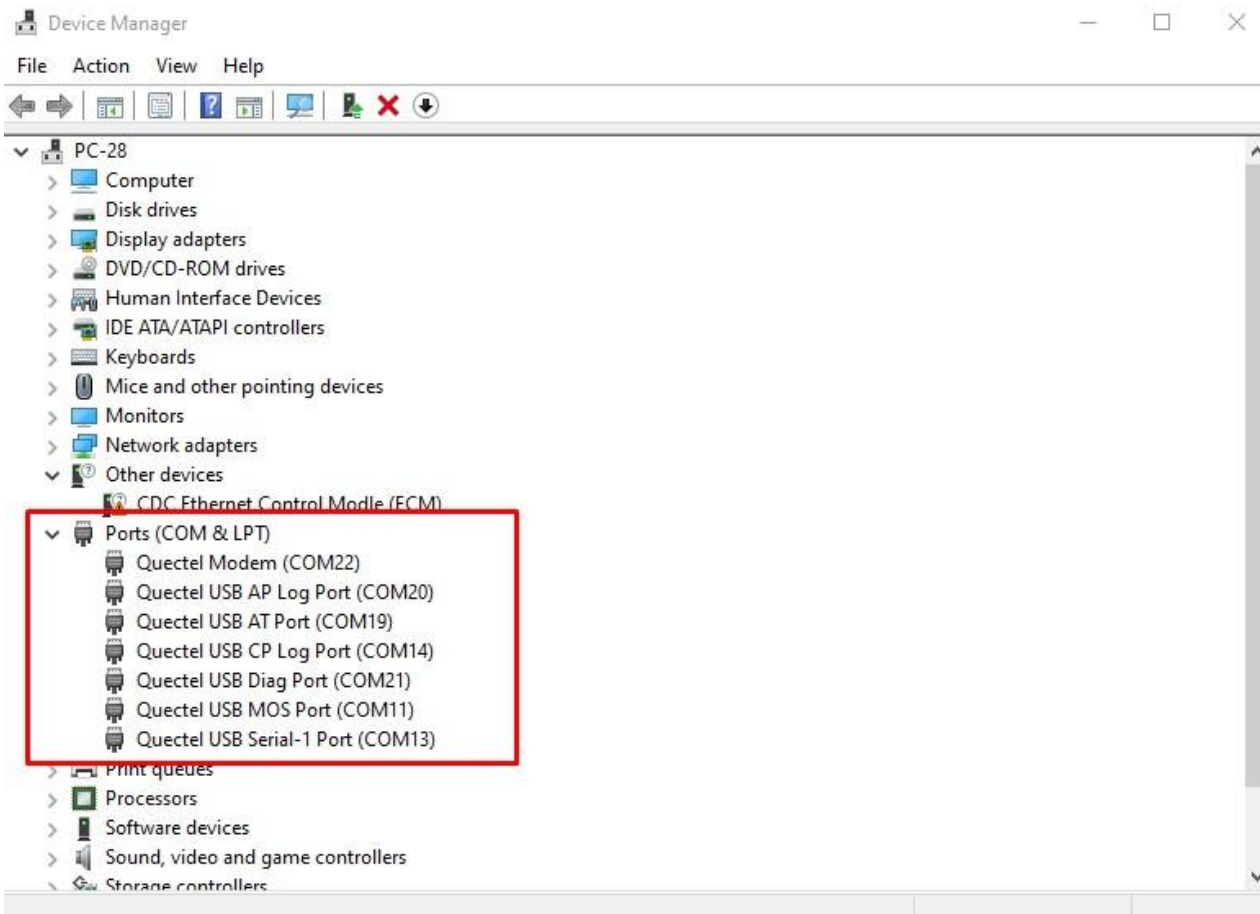 Device Manager
File Action View Help
PC-28
Computer
Disk drives
Display adapters
DVD/CD-ROM drives
Human Interface Devices
IDE ATA/ATAPI controllers
Keyboards
Mice and other pointing devices
Monitors
Network adapters
Other devices
CDC Ethernet Control Modle (ECM)
Ports (COM & LPT)
Quectel Modem (COM22)
Quectel USB AP Log Port (COM20)
Quectel USB AT Port (COM19)
Quectel USB CP Log Port (COM14)
Quectel USB Diag Port (COM21)
Quectel USB MOS Port (COM11)
Quectel USB Serial-1 Port (COM13)
Print queues
Processors
Software devices
Sound, video and game controllers
Storage controllers